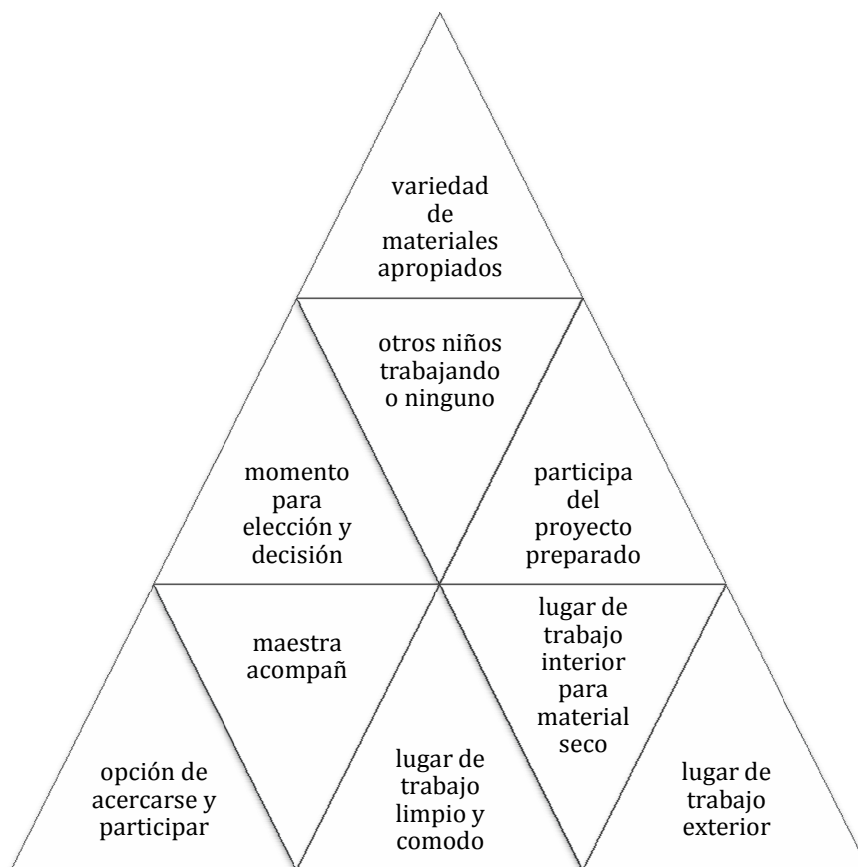 variedad
de
materiales
apropiados
otros niños
trabajando
o ninguno
momento
para
elección y
decisión
participa
del
proyecto
preparado
opción de
acercarse y
participar
maestra
acompañ
lugar de
trabajo
limpio y
comodo
lugar de
trabajo
interior
para
material
seco
lugar de
trabajo
exterior